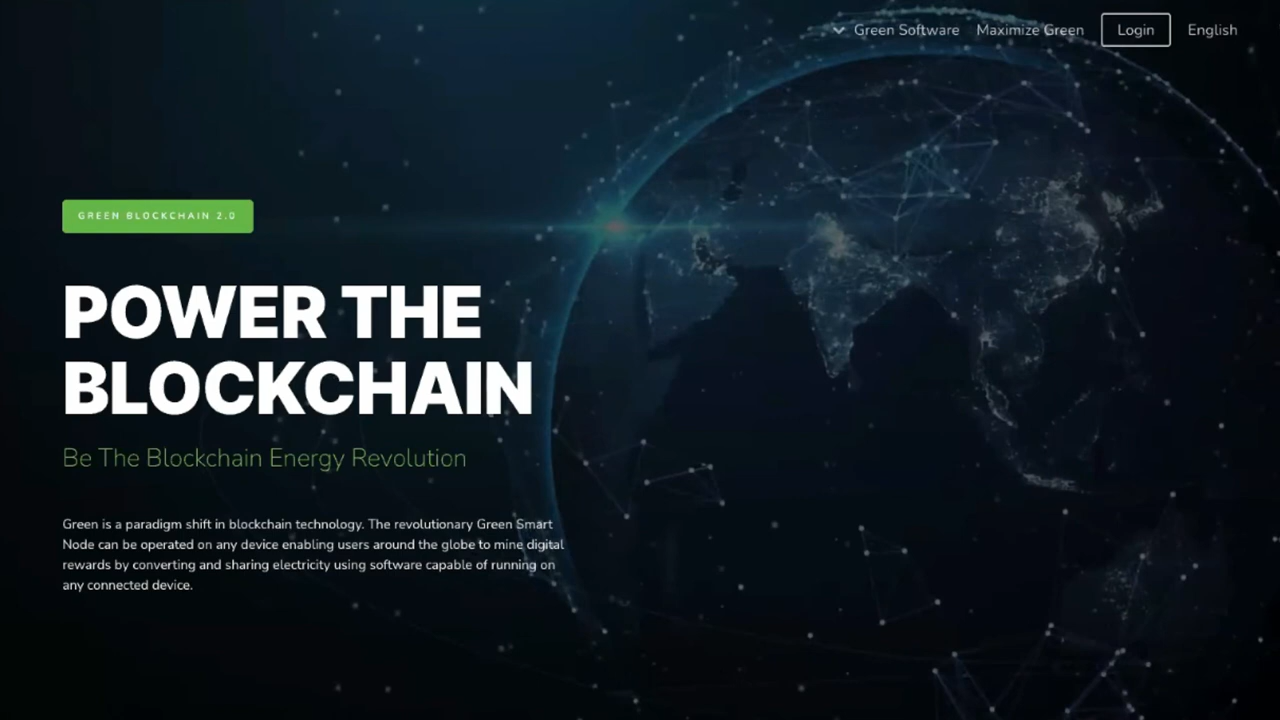 Green Software Maximize Green Login English
GREEN BLOCKCHAIN 2.0
POWER THE
BLOCKCHAIN
Be The Blockchain Energy Revolution
Green is a paradigm shift in blockchain technology. The revolutionary Green Smart
Node can be operated on any device enabling users around the globe to mine digital
rewards by converting and sharing electricity using software capable of running on
any connected device.